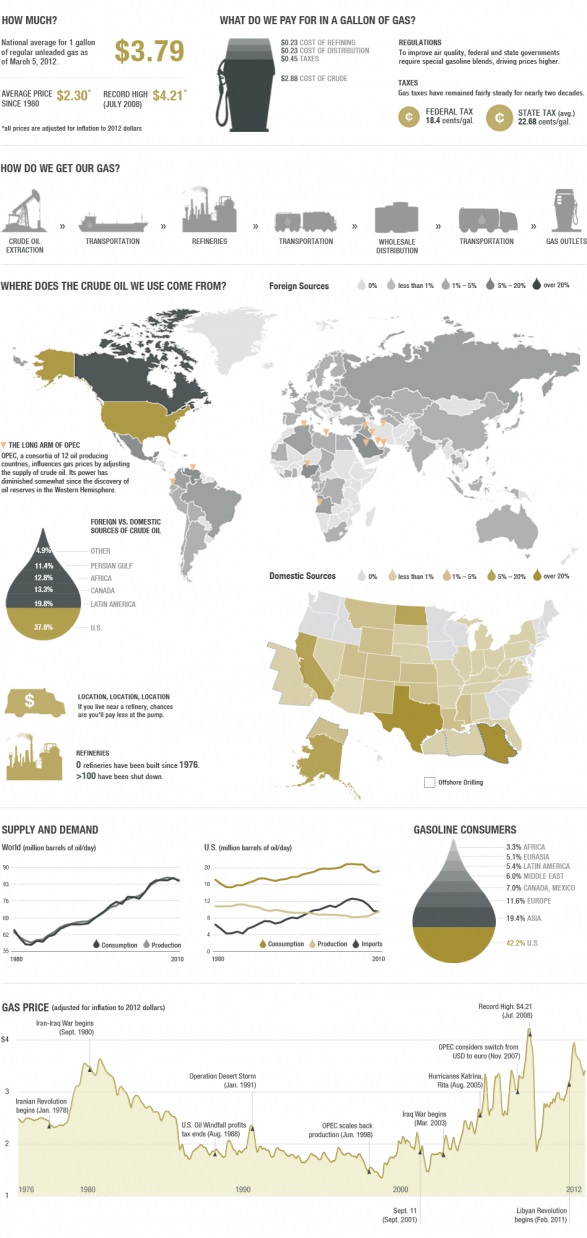 HOW MUCH?
National average for 1 gallon
of regular unleaded gas as
of March 5, 2012.
$3.79
AVERAGE PRICE
SINCE 1980
$2.30*
RECORD HIGH
(JULY 2008)
$4.21*
*all prices are adjusted for inflation to 2012 dollars
WHAT DO WE PAY FOR IN A GALLON OF GAS?
$0.23 COST OF REFINING
$0.23 COST OF DISTRIBUTION
$0.45 TAXES
$2.88 COST OF CRUDE
REGULATIONS
To improve air quality, federal and state governments
require special gasoline blends, driving prices higher.
TAXES
Gas taxes have remained fairly steady for nearly two decades.
¢
FEDERAL TAX
18.4 cents/gal.
¢
STATE TAX (avg.)
22.68 cents/gal.
HOW DO WE GET OUR GAS?
CRUDE OIL
EXTRACTION
»
TRANSPORTATION
»
REFINERIES
»
TRANSPORTATION
»
WHOLESALE
DISTRIBUTION
»
TRANSPORTATION
»
GAS OUTLETS
WHERE DOES THE CRUDE OIL WE USE COME FROM?
Foreign Sources
0%
less than 1%
1% – 5%
5% – 20%
over 20%
THE LONG ARM OF OPEC
OPEC, a consortia of 12 oil producing
countries, influences gas prices by adjusting
the supply of crude oil. Its power has
diminished somewhat since the discovery of
oil reserves in the Western Hemisphere.
FOREIGN VS. DOMESTIC
SOURCES OF CRUDE OIL
4.9% OTHER
11.4% PERSIAN GULF
12.8% AFRICA
13.3% CANADA
19.8% LATIN AMERICA
37.8% U.S.
Domestic Sources
0%
less than 1%
1% – 5%
5% – 20%
over 20%
Offshore Drilling
$
LOCATION, LOCATION, LOCATION
If you live near a refinery, chances
are you'll pay less at the pump.
REFINERIES
0 refineries have been built since 1976.
>100 have been shut down.
SUPPLY AND DEMAND
World (million barrels of oil/day)
90
83
76
69
62
55
1980
2010
Consumption
Production
U.S. (million barrels of oil/day)
20
16
12
8
4
0
1980
2010
Consumption
Production
Imports
GASOLINE CONSUMERS
3.3% AFRICA
5.1% EURASIA
5.4% LATIN AMERICA
6.0% MIDDLE EAST
7.0% CANADA, MEXICO
11.6% EUROPE
19.4% ASIA
42.2% U.S.
GAS PRICE (adjusted for inflation to 2012 dollars)
$4
3
2
1
Iranian Revolution
begins (Jan. 1978)
Iran-Iraq War begins
(Sept. 1980)
U.S. Oil Windfall profits
tax ends (Aug. 1988)
Operation Desert Storm
(Jan. 1991)
OPEC scales back
production (Jun. 1998)
Sept. 11
(Sept. 2001)
Iraq War begins
(Mar. 2003)
Hurricanes Katrina,
Rita (Aug. 2005)
OPEC considers switch from
USD to euro (Nov. 2007)
Record High: $4.21
(Jul. 2008)
Libyan Revolution
begins (Feb. 2011)
1976
1980
1990
2000
2012